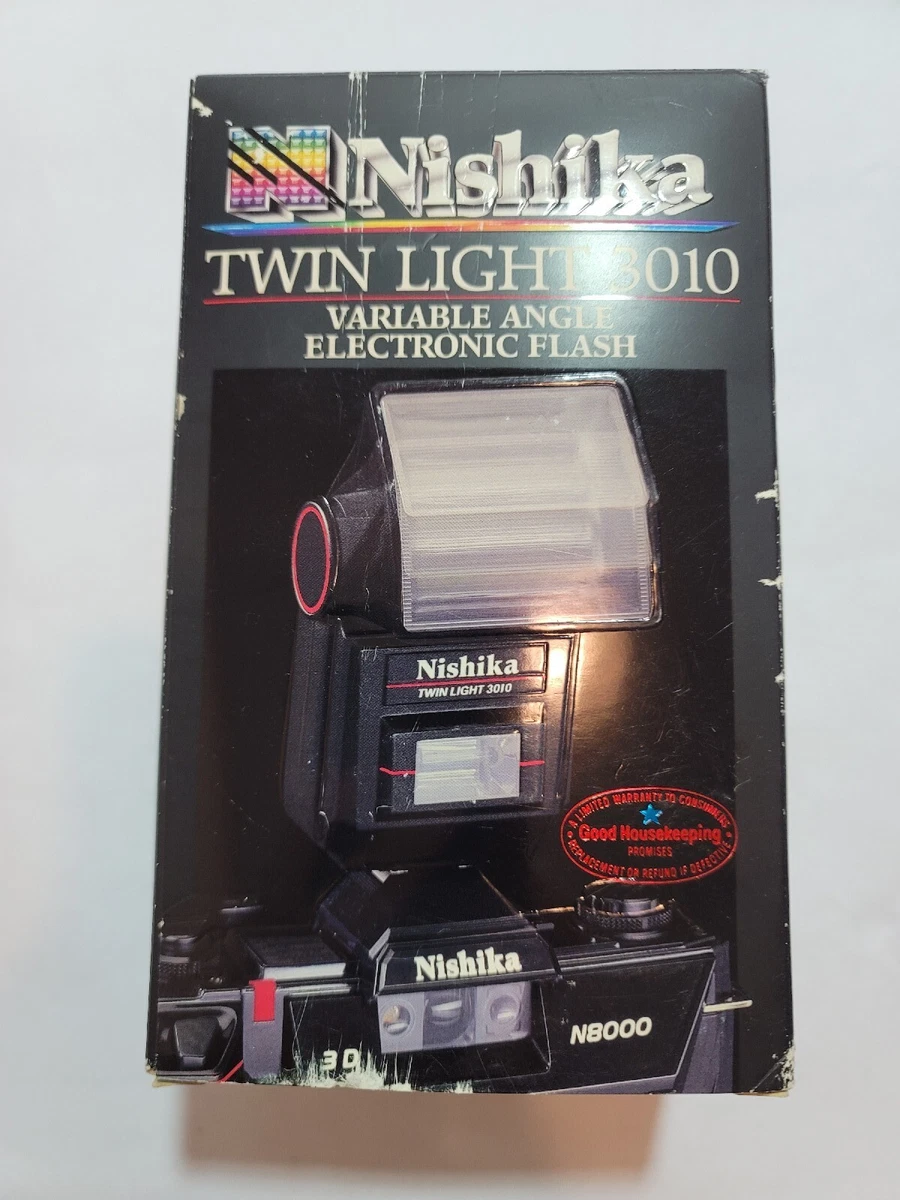 Nishika
TWIN LIGHT 3010
VARIABLE ANGLE
ELECTRONIC FLASH
Nishika
TWIN LIGHT 3010
A LIMITED WARRANTY TO CONSUMERS
Good Housekeeping
PROMISES
REPLACEMENT OR REFUND IF DEFECTIVE
Nishika
N8000
3D